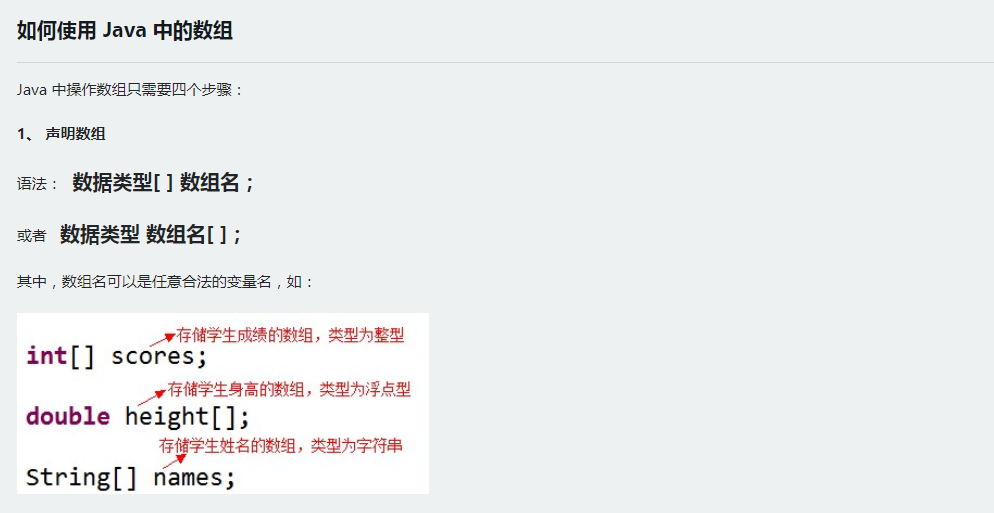 如何使用 Java 中的数组
Java 中操作数组只需要四个步骤：
1、 声明数组
语法： 数据类型[ ] 数组名；
或者 数据类型 数组名[ ]；
其中，数组名可以是任意合法的变量名，如：
存储学生成绩的数组，类型为整型
int[] scores;
存储学生身高的数组，类型为浮点型
double height[];
存储学生姓名的数组，类型为字符串
String[] names;